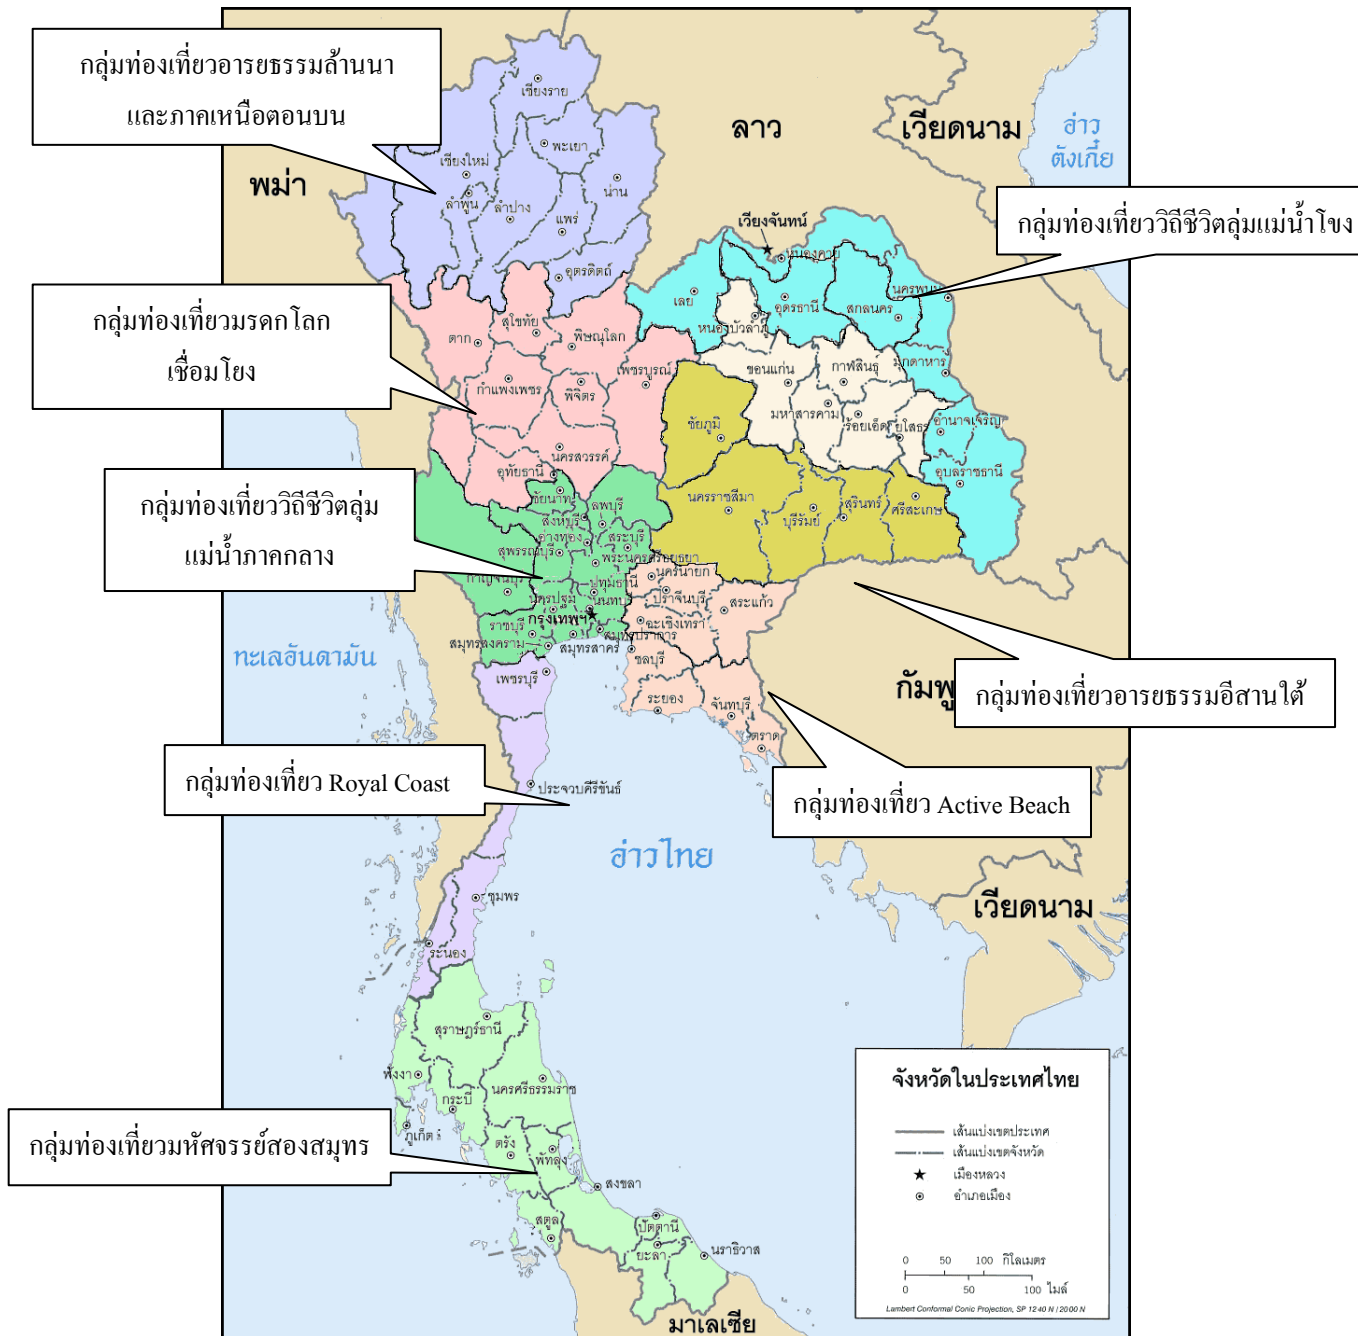 กลุ่มท่องเที่ยวอารยธรรมล้านนา
และภาคเหนือตอนบน
เชียงราย
พะเยา
เชียงใหม่
น่าน
ลำพูน
ลำปาง
แพร่
อุตรดิตถ์
พม่า
ลาว
เวียดนาม
อ่าว
ตังเกี๋ย
กลุ่มท่องเที่ยววิถีชีวิตลุ่มแม่น้ำโขง
เวียงจันทน์
หนองคาย
เลย
อุดรธานี
สกลนคร
นครพนม
หนองบัวลำภู
มุกดาหาร
กลุ่มท่องเที่ยวมรดกโลก
เชื่อมโยง
ตาก
สุโขทัย
พิษณุโลก
กำแพงเพชร
พิจิตร
เพชรบูรณ์
นครสวรรค์
อุทัยธานี
ขอนแก่น
กาฬสินธุ์
มหาสารคาม
ร้อยเอ็ด
ยโสธร
อำนาจเจริญ
อุบลราชธานี
ชัยภูมิ
นครราชสีมา
บุรีรัมย์
สุรินทร์
ศรีสะเกษ
กลุ่มท่องเที่ยววิถีชีวิตลุ่ม
แม่น้ำภาคกลาง
ชัยนาท
สิงห์บุรี
ลพบุรี
อ่างทอง
สระบุรี
สุพรรณบุรี
พระนครศรีอยุธยา
กาญจนบุรี
ปทุมธานี
นครปฐม
นนทบุรี
กรุงเทพฯ
ราชบุรี
สมุทรปราการ
สมุทรสงคราม
สมุทรสาคร
นครนายก
ปราจีนบุรี
สระแก้ว
ฉะเชิงเทรา
ชลบุรี
ระยอง
จันทบุรี
ตราด
เพชรบุรี
ทะเลอันดามัน
กัมพู
กลุ่มท่องเที่ยวอารยธรรมอีสานใต้
กลุ่มท่องเที่ยว Royal Coast
ประจวบคีรีขันธ์
กลุ่มท่องเที่ยว Active Beach
อ่าวไทย
เวียดนาม
ชุมพร
ระนอง
สุราษฎร์ธานี
พังงา
กระบี่
นครศรีธรรมราช
ภูเก็ต
กลุ่มท่องเที่ยวมหัศจรรย์สองสมุทร
ตรัง
พัทลุง
สงขลา
สตูล
ปัตตานี
ยะลา
นราธิวาส
มาเลเซีย
จังหวัดในประเทศไทย
เส้นแบ่งเขตประเทศ
เส้นแบ่งเขตจังหวัด
เมืองหลวง
อำเภอเมือง
0 50 100 กิโลเมตร
0 50 100 ไมล์
Lambert Conformal Conic Projection, SP 12 40 N / 20 00 N